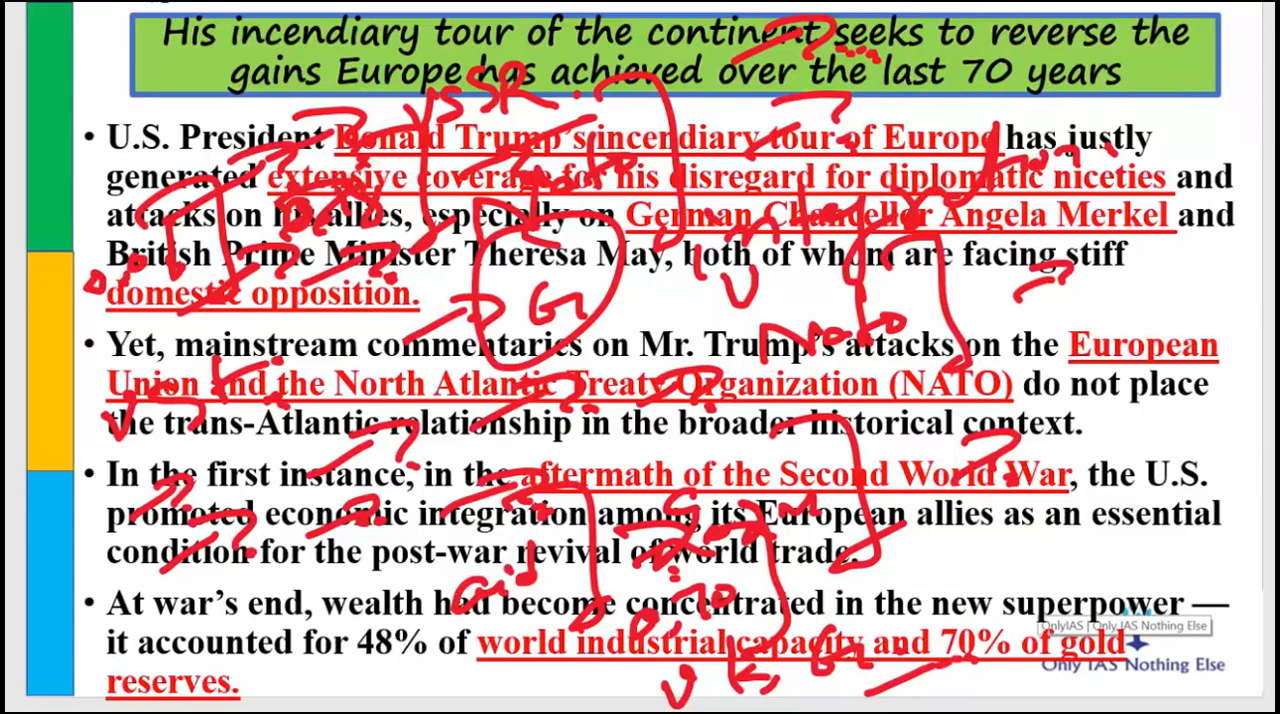 His incendiary tour of the continent seeks to reverse the
gains Europe has achieved over the last 70 years
• U.S. President Donald Trump's incendiary tour of Europe has justly
generated extensive coverage for his disregard for diplomatic niceties and
attacks on his allies, especially on German Chancellor Angela Merkel and
British Prime Minister Theresa May, both of whom are facing stiff
domestic opposition.
• Yet, mainstream commentaries on Mr. Trump's attacks on the European
Union and the North Atlantic Treaty Organization (NATO) do not place
the trans-Atlantic relationship in the broader historical context.
• In the first instance, in the aftermath of the Second World War, the U.S.
promoted economic integration among its European allies as an essential
condition for the post-war revival of world trade.
• At war's end, wealth had become concentrated in the new superpower —
it accounted for 48% of world industrial capacity and 70% of gold
reserves.
OnlyIAS | OnlyIAS Nothing Else
Only IAS Nothing Else
USSR
G
U
Nato
aid
UK, G